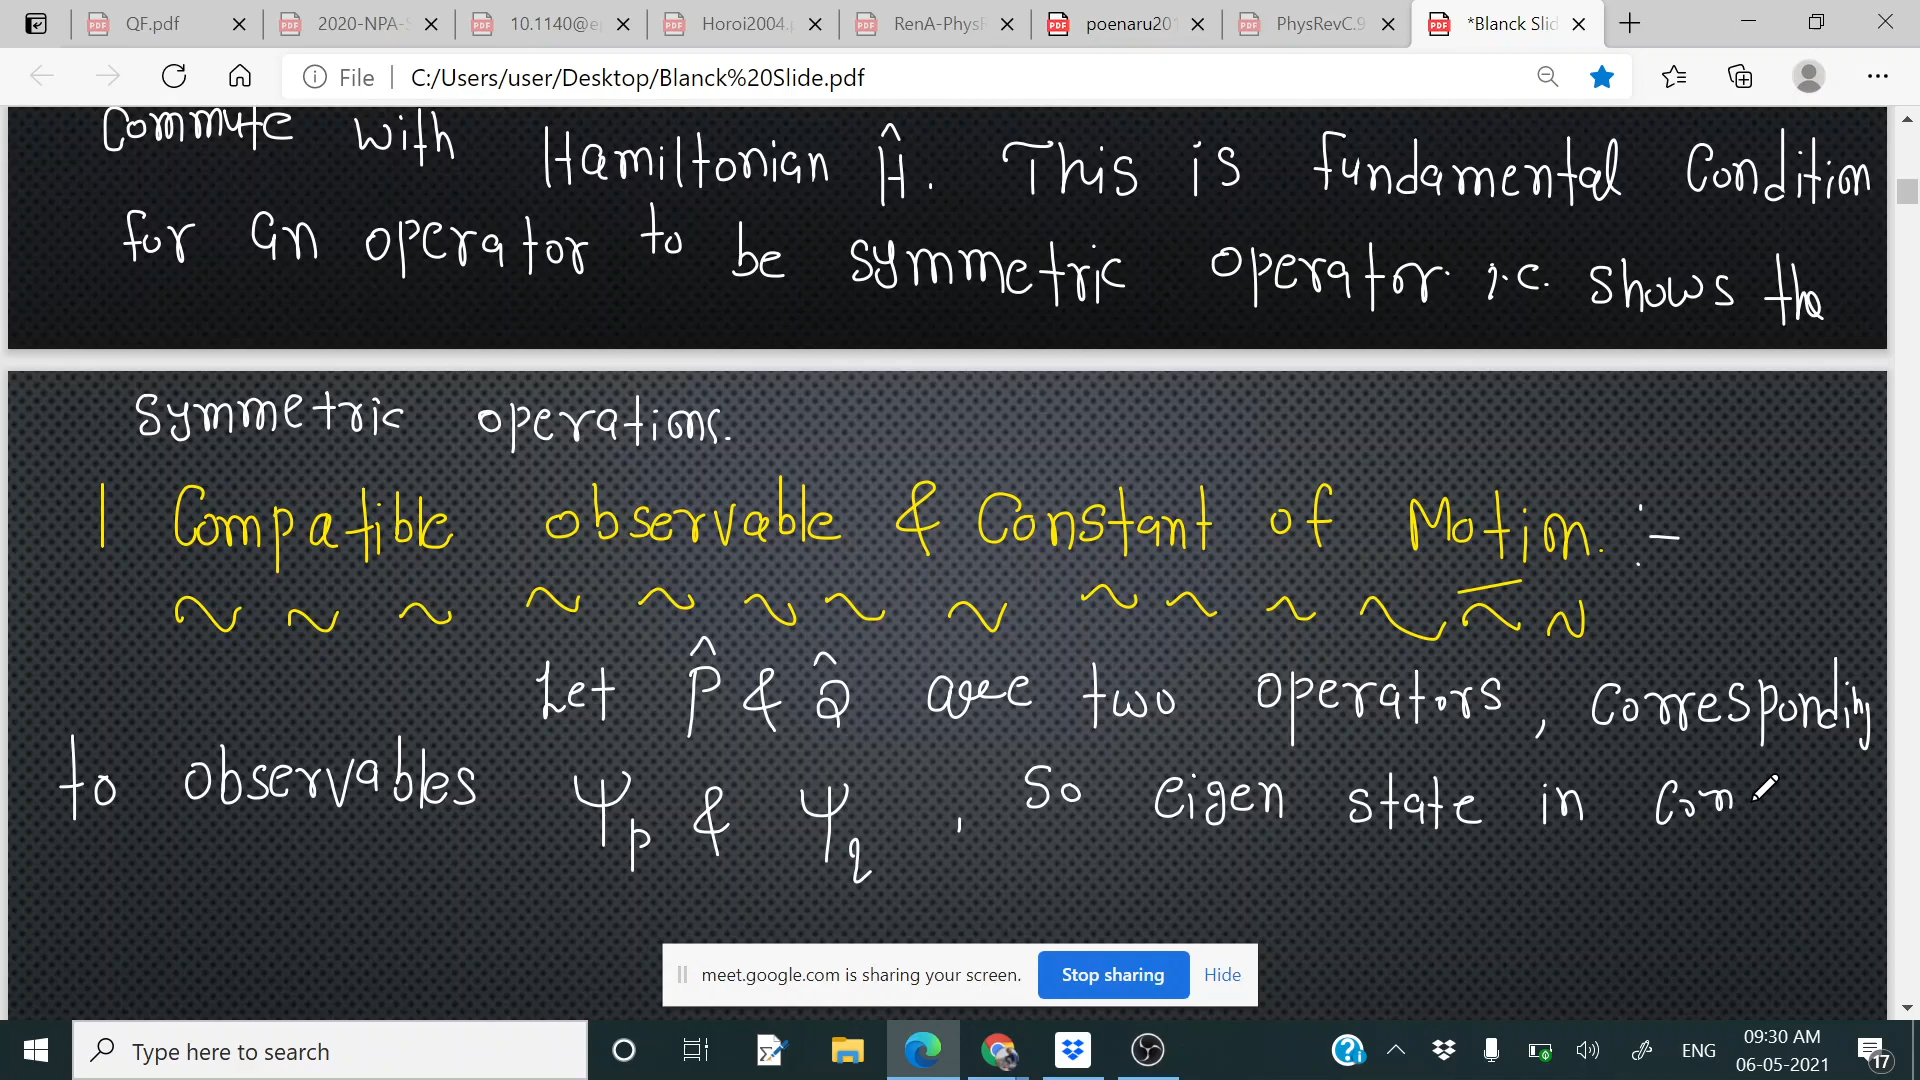 QF.pdf 2020-NPA-S 10.1140@e Horoi2004. RenA-PhysR poenaru201 PhysRevC.9 *Blanck Slid
File C:/Users/user/Desktop/Blanck%20Slide.pdf
Commute with Hamiltonian Ĥ. This is fundamental Condition
for an operator to be symmetric operator i.e. shows the
symmetric operations.
1 Compatible observable & Constant of Motion. :-
Let P̂ & Q̂ are two operators, corresponding
to observables Ψp & Ψq , So eigen state in con
meet.google.com is sharing your screen. Stop sharing Hide
Type here to search
ENG
09:30 AM
06-05-2021
17